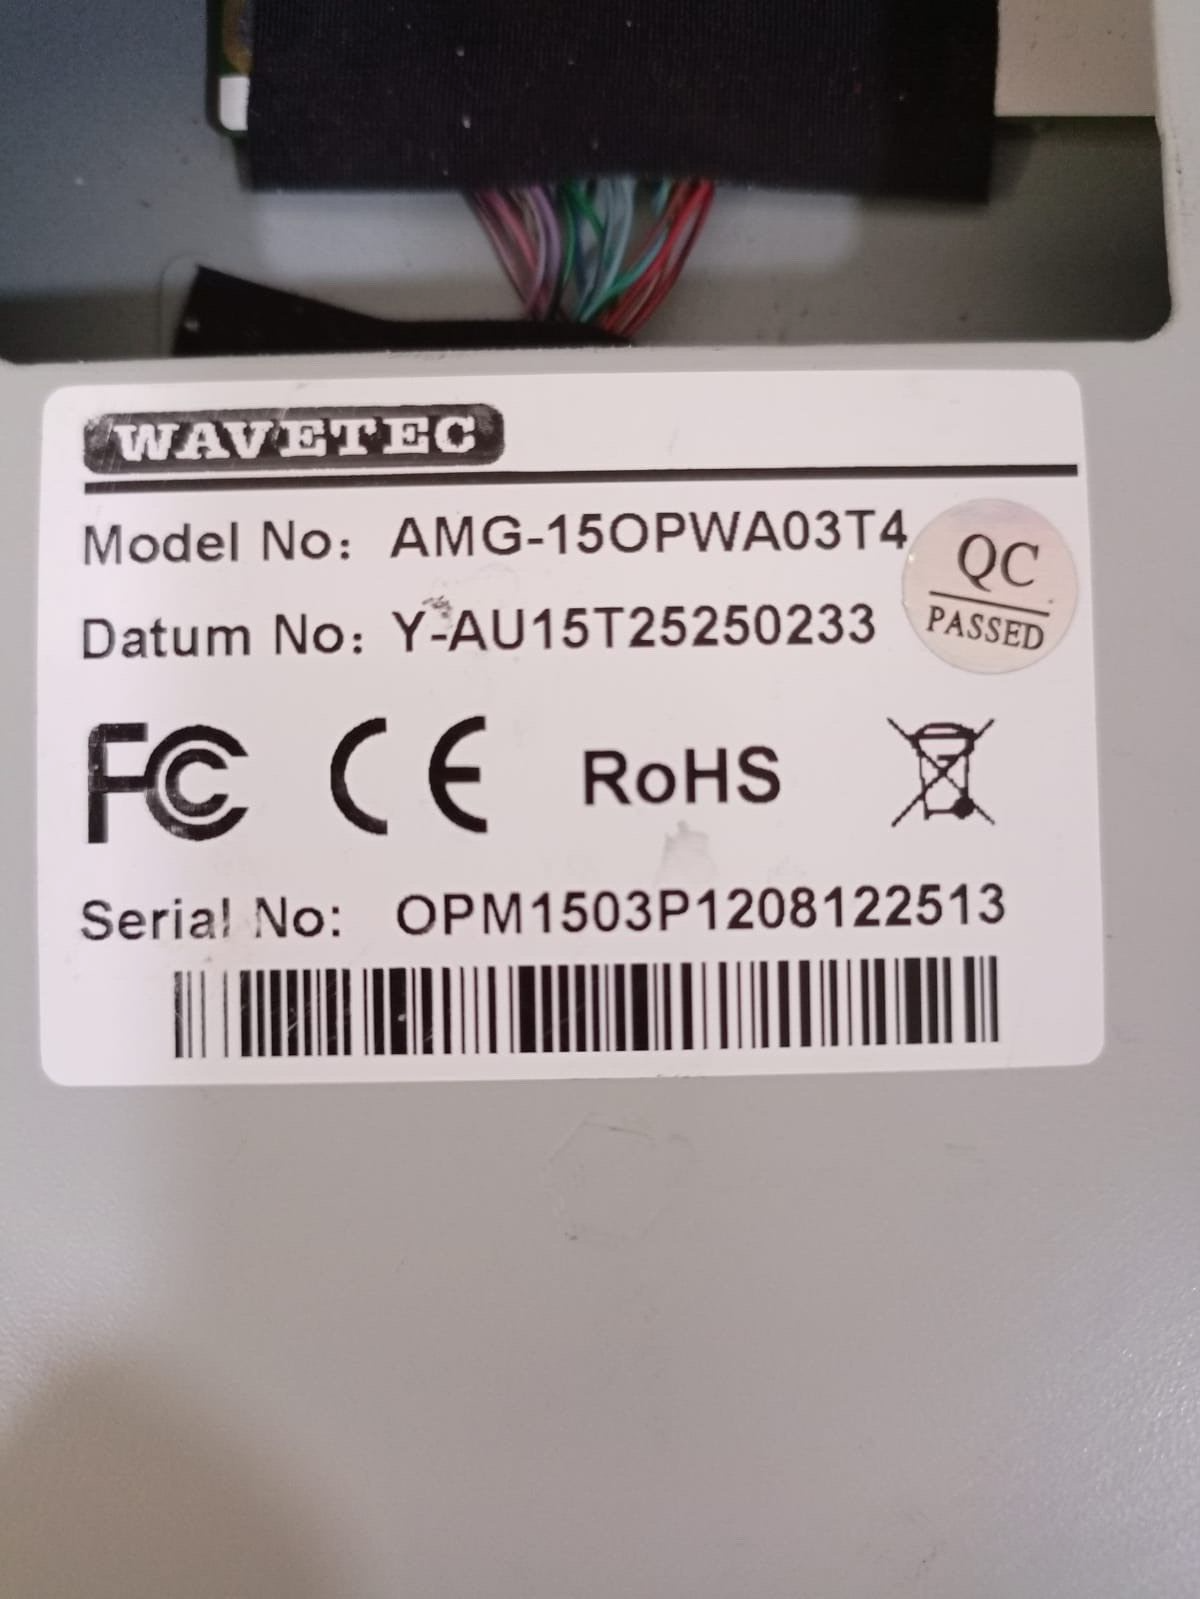 WAVETEC
Model No: AMG-15OPWA03T4
QC
PASSED
Datum No: Y-AU15T25250233
FC CE RoHS
Serial No: OPM1503P1208122513